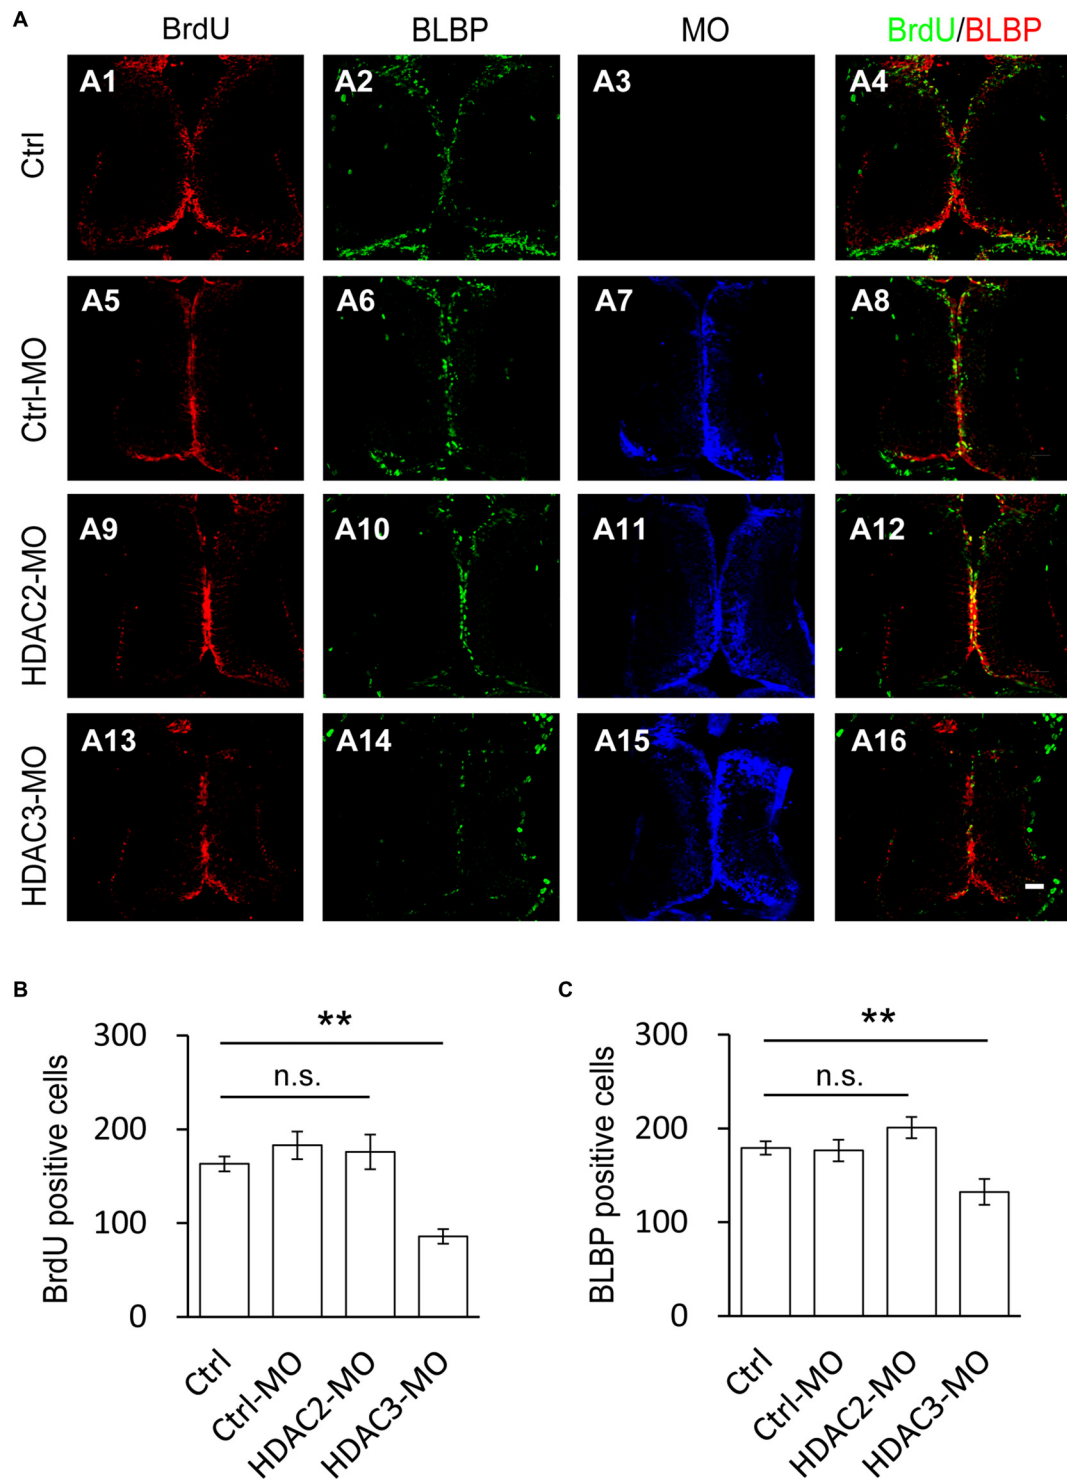 A
BrdU BLBP MO BrdU/BLBP
Ctrl
A1 A2 A3 A4
Ctrl-MO
A5 A6 A7 A8
HDAC2-MO
A9 A10 A11 A12
HDAC3-MO
A13 A14 A15 A16
B
BrdU positive cells
300
200
100
0
**
n.s.
Ctrl
Ctrl-MO
HDAC2-MO
HDAC3-MO
C
BLBP positive cells
300
200
100
0
**
n.s.
Ctrl
Ctrl-MO
HDAC2-MO
HDAC3-MO